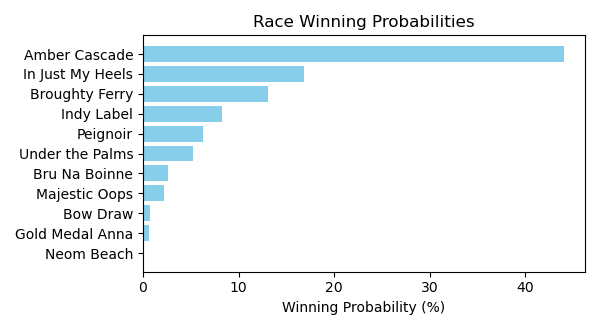 Race Winning Probabilities
Amber Cascade
In Just My Heels
Broughty Ferry
Indy Label
Peignoir
Under the Palms
Bru Na Boinne
Majestic Oops
Bow Draw
Gold Medal Anna
Neom Beach
0 10 20 30 40
Winning Probability (%)